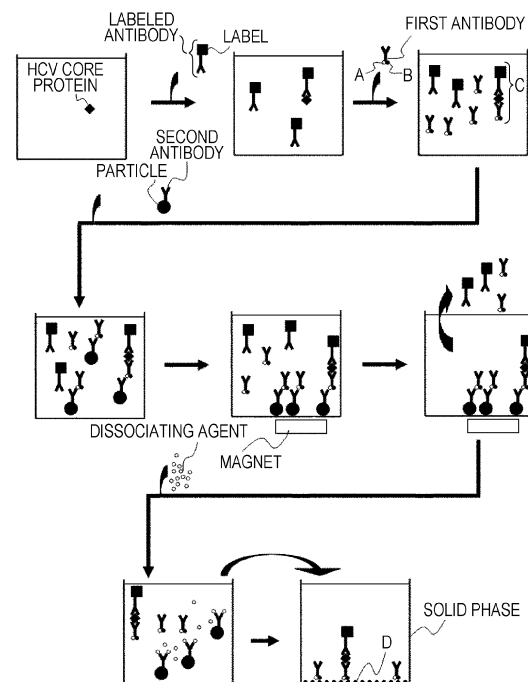 LABELED
ANTIBODY
LABEL
FIRST ANTIBODY
HCV CORE
PROTEIN
A
B
C
SECOND
ANTIBODY
PARTICLE
DISSOCIATING AGENT
MAGNET
SOLID PHASE
D